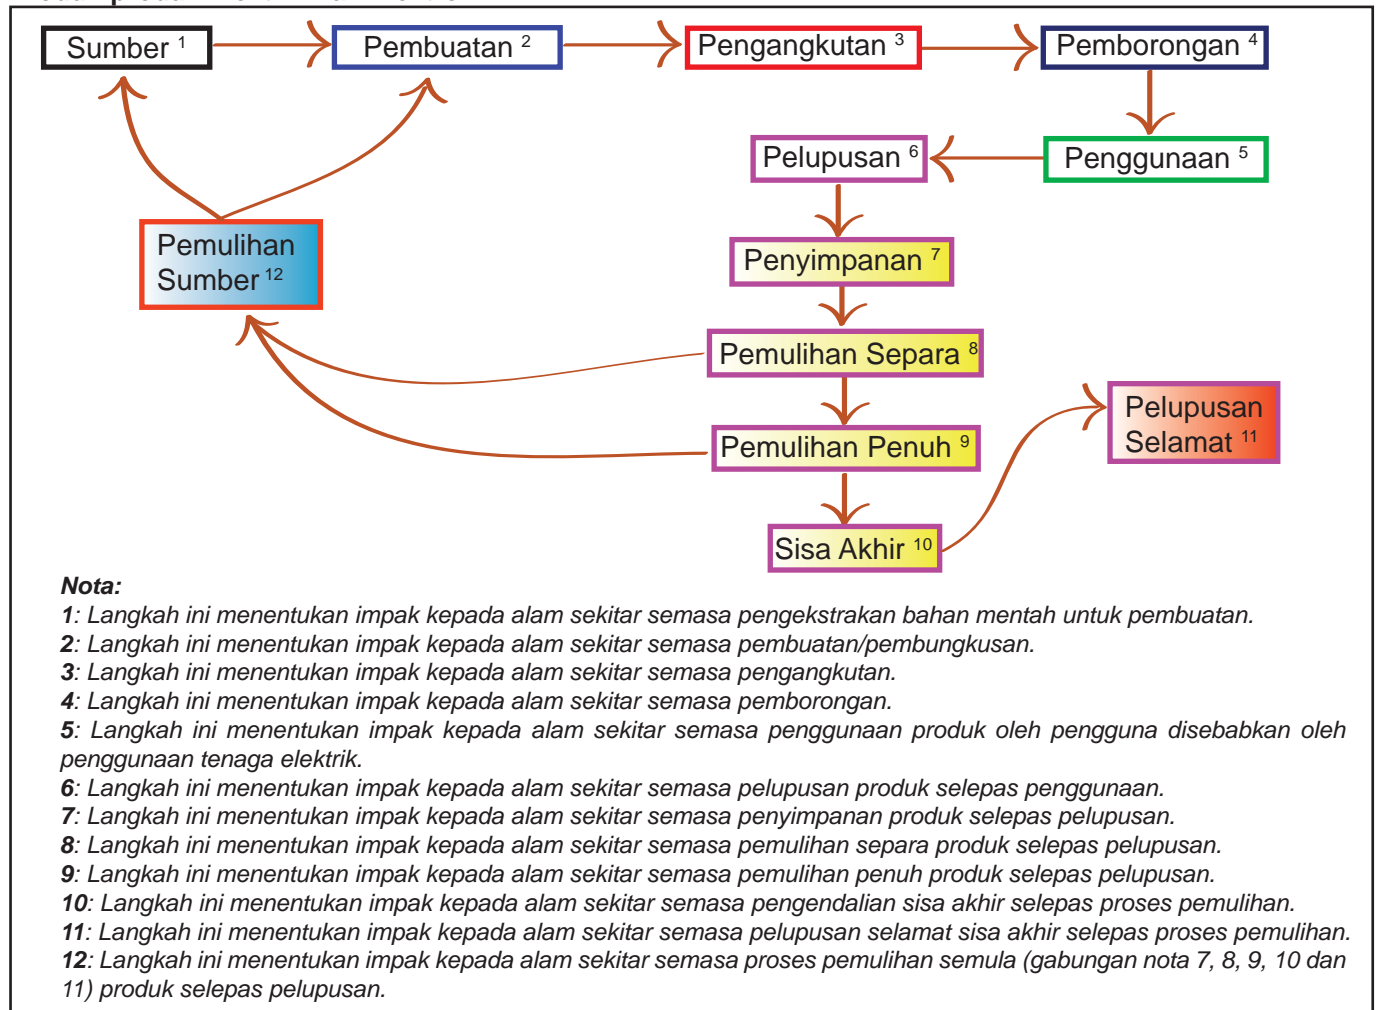 Sumber 1
Pembuatan 2
Pengangkutan 3
Pemborongan 4
Pelupusan 6
Penggunaan 5
Pemulihan
Sumber 12
Penyimpanan 7
Pemulihan Separa 8
Pelupusan
Selamat 11
Pemulihan Penuh 9
Sisa Akhir 10
Nota:
1: Langkah ini menentukan impak kepada alam sekitar semasa pengekstrakan bahan mentah untuk pembuatan.
2: Langkah ini menentukan impak kepada alam sekitar semasa pembuatan/pembungkusan.
3: Langkah ini menentukan impak kepada alam sekitar semasa pengangkutan.
4: Langkah ini menentukan impak kepada alam sekitar semasa pemborongan.
5: Langkah ini menentukan impak kepada alam sekitar semasa penggunaan produk oleh pengguna disebabkan oleh
penggunaan tenaga elektrik.
6: Langkah ini menentukan impak kepada alam sekitar semasa pelupusan produk selepas penggunaan.
7: Langkah ini menentukan impak kepada alam sekitar semasa penyimpanan produk selepas pelupusan.
8: Langkah ini menentukan impak kepada alam sekitar semasa pemulihan separa produk selepas pelupusan.
9: Langkah ini menentukan impak kepada alam sekitar semasa pemulihan penuh produk selepas pelupusan.
10: Langkah ini menentukan impak kepada alam sekitar semasa pengendalian sisa akhir selepas proses pemulihan.
11: Langkah ini menentukan impak kepada alam sekitar semasa pelupusan selamat sisa akhir selepas proses pemulihan.
12: Langkah ini menentukan impak kepada alam sekitar semasa proses pemulihan semula (gabungan nota 7, 8, 9, 10 dan
11) produk selepas pelupusan.